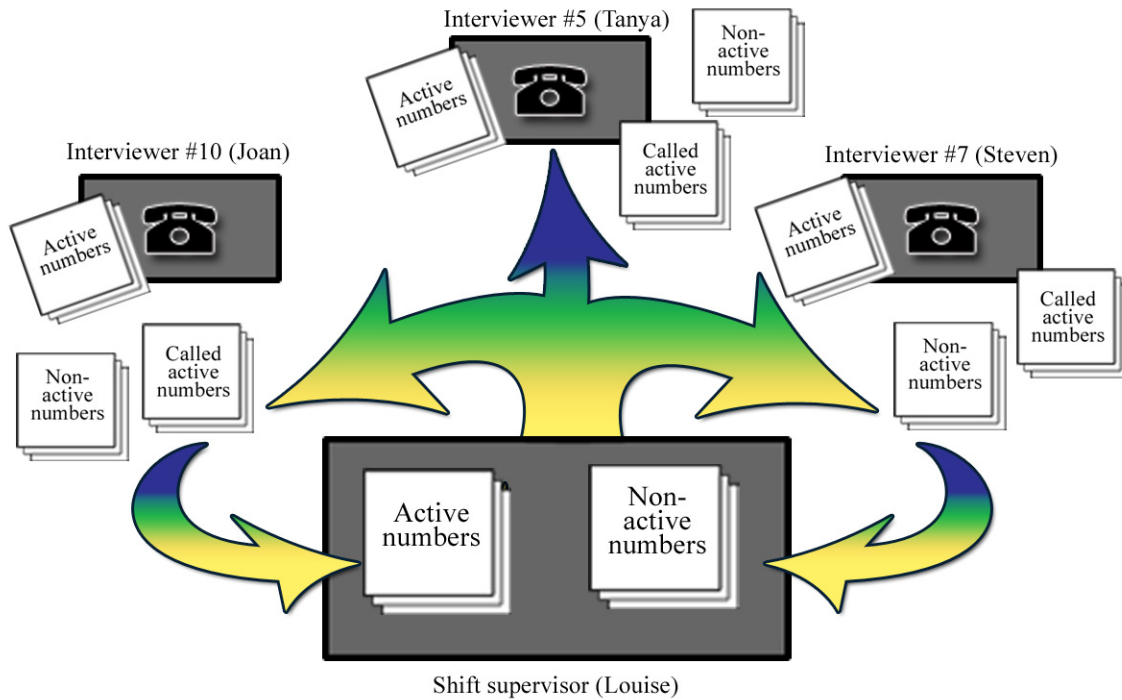 Interviewer #5 (Tanya)
Active
numbers
Non-
active
numbers
Called
active
numbers
Interviewer #10 (Joan)
Active
numbers
Non-
active
numbers
Called
active
numbers
Interviewer #7 (Steven)
Active
numbers
Called
active
numbers
Non-
active
numbers
Active
numbers
Non-
active
numbers
Shift supervisor (Louise)